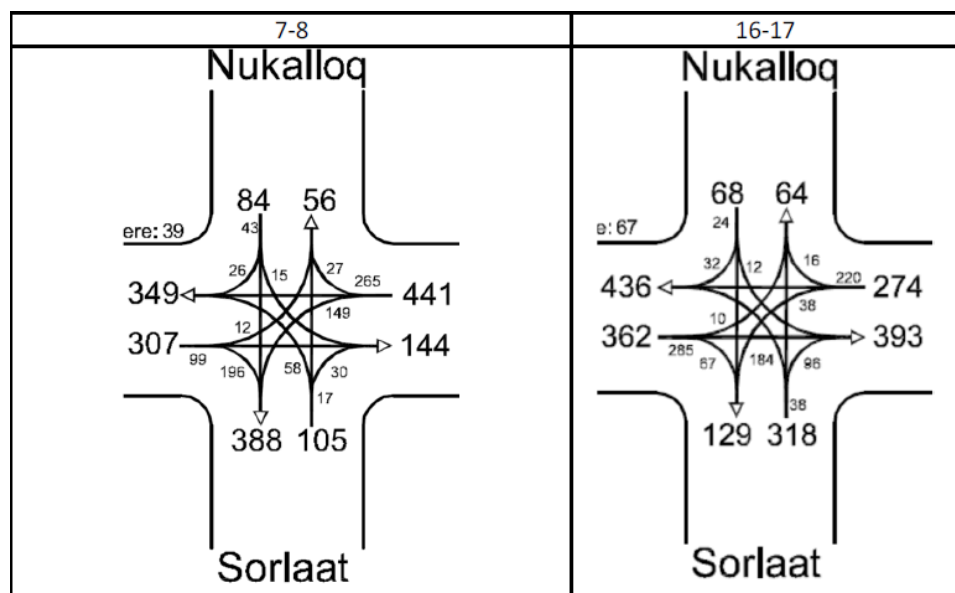 7-8
Nukalloq
84 56
43
ere: 39
26 15 27 265
349 441
12 149
307 144
99
196 58 30
17
388 105
Sorlaat
16-17
Nukalloq
68 64
24
e: 67
32 12 16 220
436 274
10 38
362 393
285
67 184 96
38
129 318
Sorlaat